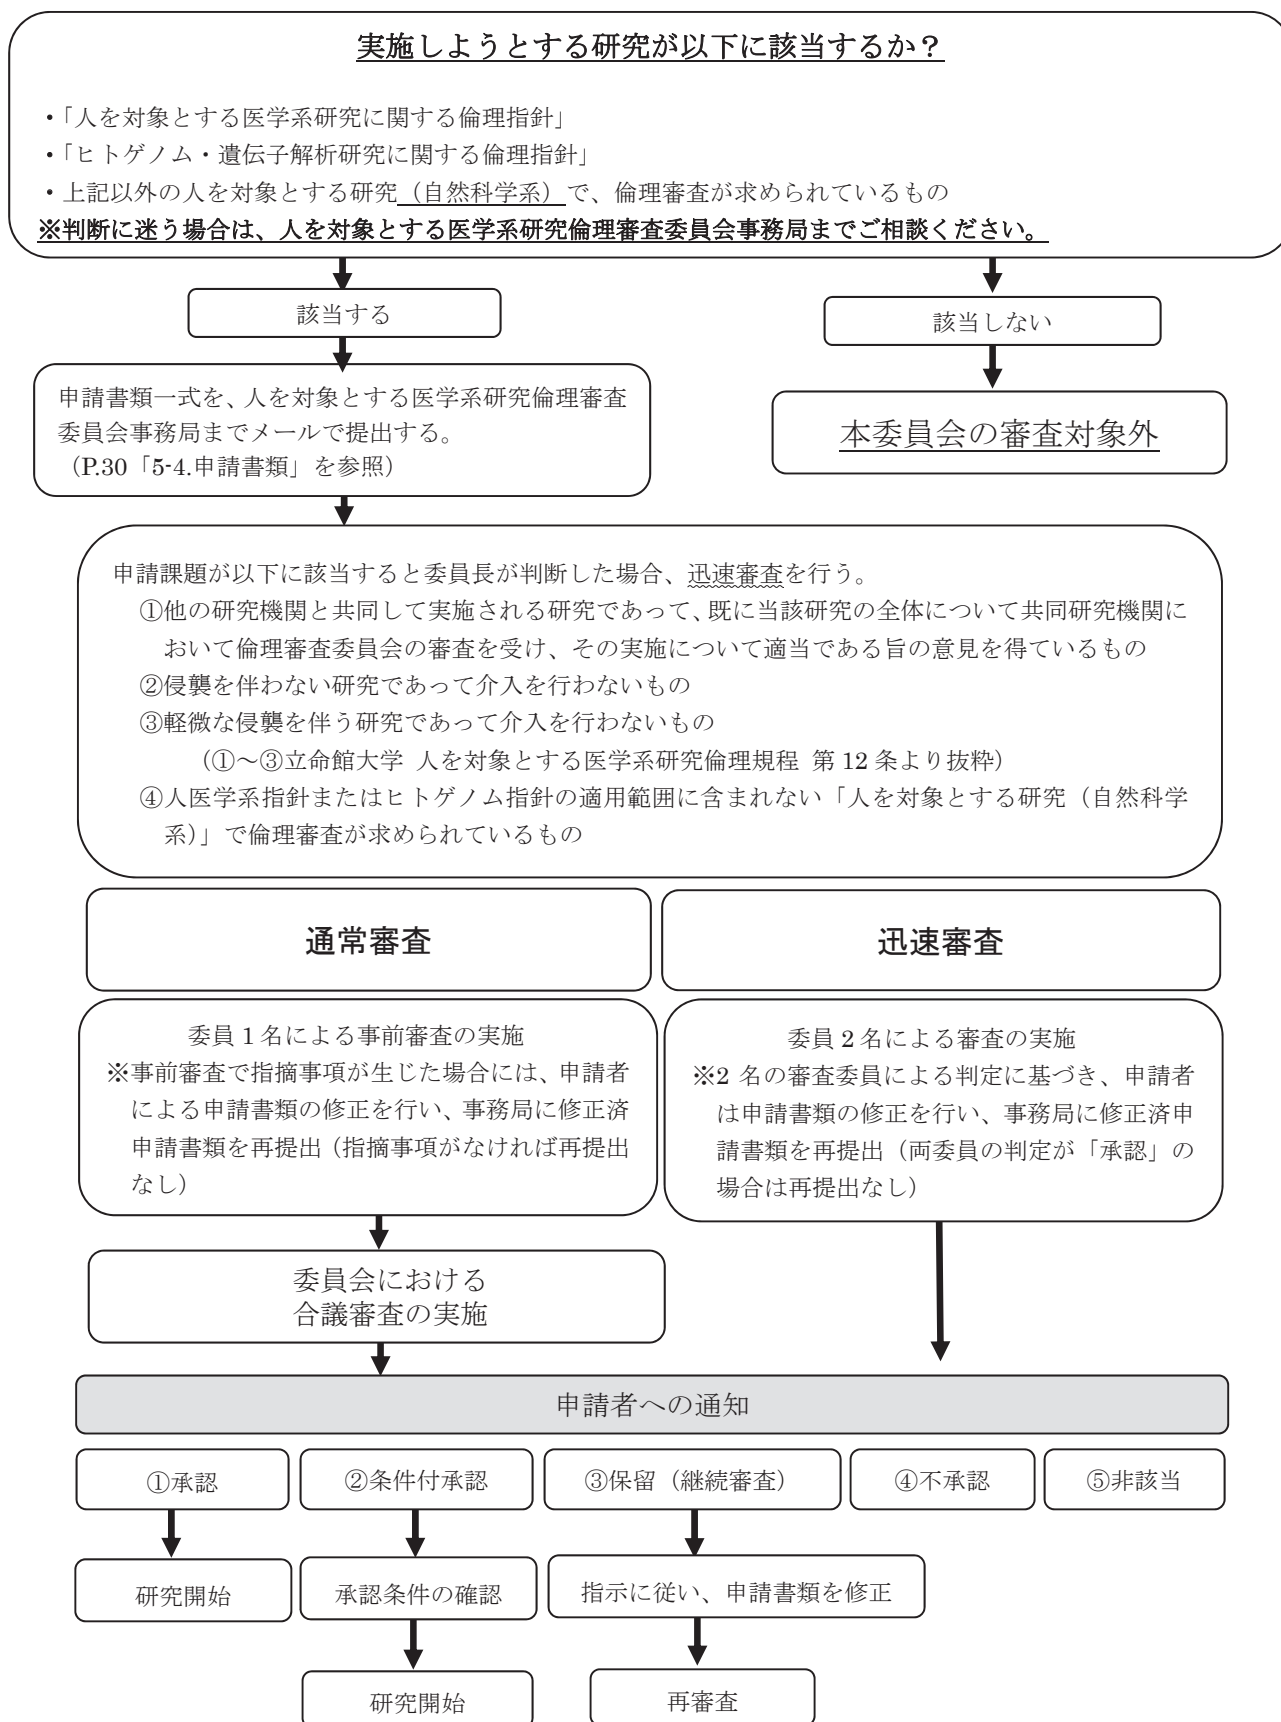 実施しようとする研究が以下に該当するか？
・「人を対象とする医学系研究に関する倫理指針」
・「ヒトゲノム・遺伝子解析研究に関する倫理指針」
・上記以外の人を対象とする研究（自然科学系）で、倫理審査が求められているもの
※判断に迷う場合は、人を対象とする医学系研究倫理審査委員会事務局までご相談ください。
該当する
該当しない
申請書類一式を、人を対象とする医学系研究倫理審査
委員会事務局までメールで提出する。
（P.30「5-4.申請書類」を参照）
本委員会の審査対象外
申請課題が以下に該当すると委員長が判断した場合、迅速審査を行う。
①他の研究機関と共同して実施される研究であって、既に当該研究の全体について共同研究機関に
おいて倫理審査委員会の審査を受け、その実施について適当である旨の意見を得ているもの
②侵襲を伴わない研究であって介入を行わないもの
③軽微な侵襲を伴う研究であって介入を行わないもの
（①～③立命館大学 人を対象とする医学系研究倫理規程 第 12 条より抜粋）
④人医学系指針またはヒトゲノム指針の適用範囲に含まれない「人を対象とする研究（自然科学
系）」で倫理審査が求められているもの
通常審査
迅速審査
委員 1 名による事前審査の実施
※事前審査で指摘事項が生じた場合には、申請者
による申請書類の修正を行い、事務局に修正済
申請書類を再提出（指摘事項がなければ再提出
なし）
委員 2 名による審査の実施
※2 名の審査委員による判定に基づき、申請者
は申請書類の修正を行い、事務局に修正済申
請書類を再提出（両委員の判定が「承認」の
場合は再提出なし）
委員会における
合議審査の実施
申請者への通知
①承認
②条件付承認
③保留（継続審査）
④不承認
⑤非該当
研究開始
承認条件の確認
指示に従い、申請書類を修正
研究開始
再審査